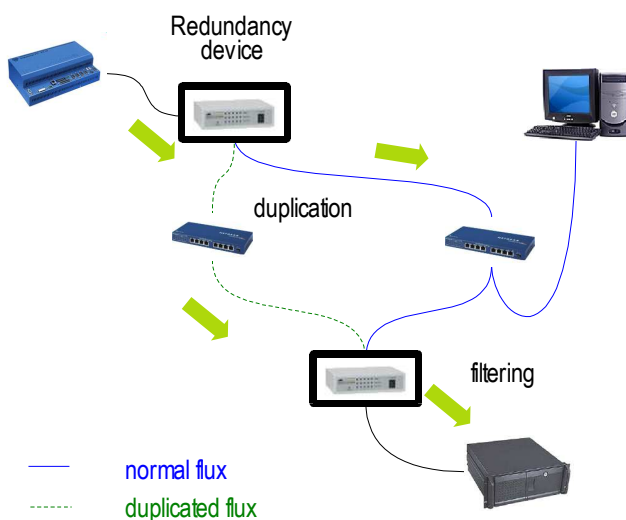 Redundancy
device
duplication
filtering
normal flux
duplicated flux